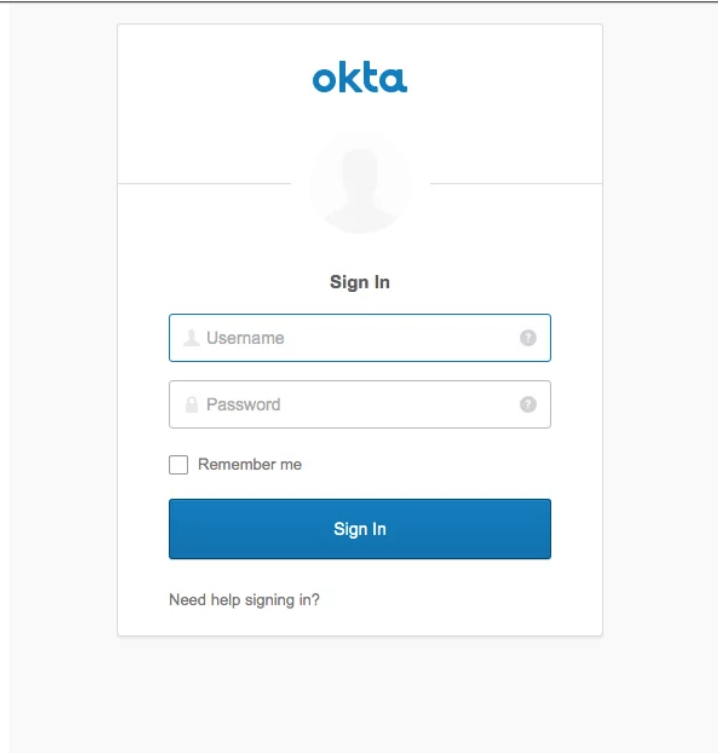 okta
Sign In
Username
?
Password
?
Remember me
Sign In
Need help signing in?